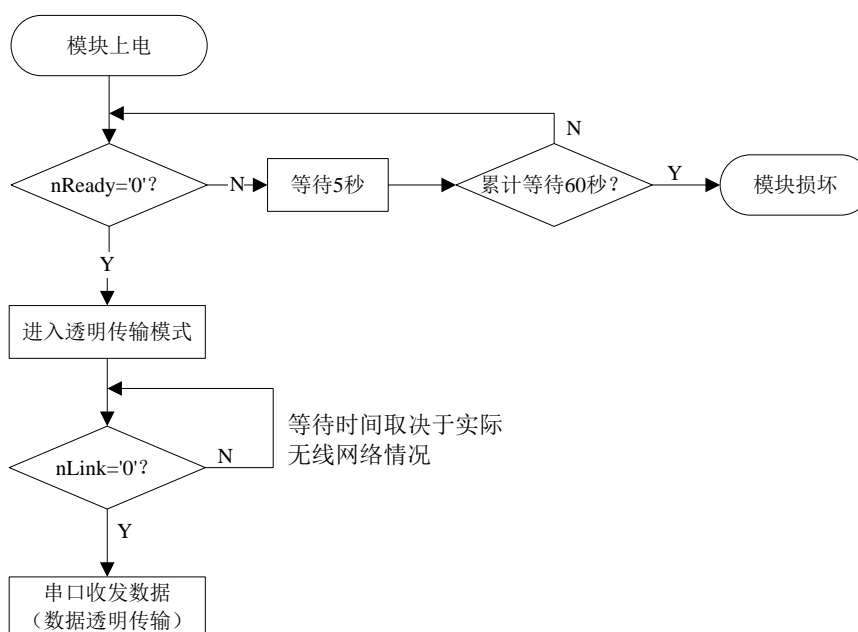 模块上电
N
nReady='0'？
N
等待5秒
累计等待60秒？
Y
模块损坏
Y
进入透明传输模式
等待时间取决于实际
无线网络情况
nLink='0'？
N
Y
串口收发数据
（数据透明传输）